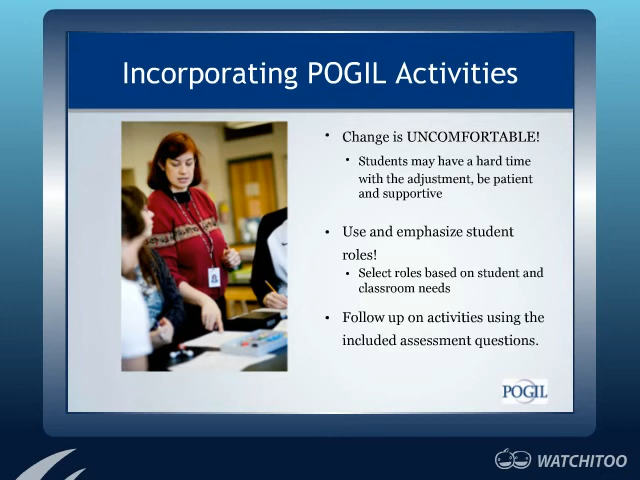 Incorporating POGIL Activities
• Change is UNCOMFORTABLE!
• Students may have a hard time
with the adjustment, be patient
and supportive
• Use and emphasize student
roles!
• Select roles based on student and
classroom needs
• Follow up on activities using the
included assessment questions.
POGIL
WATCHITOO